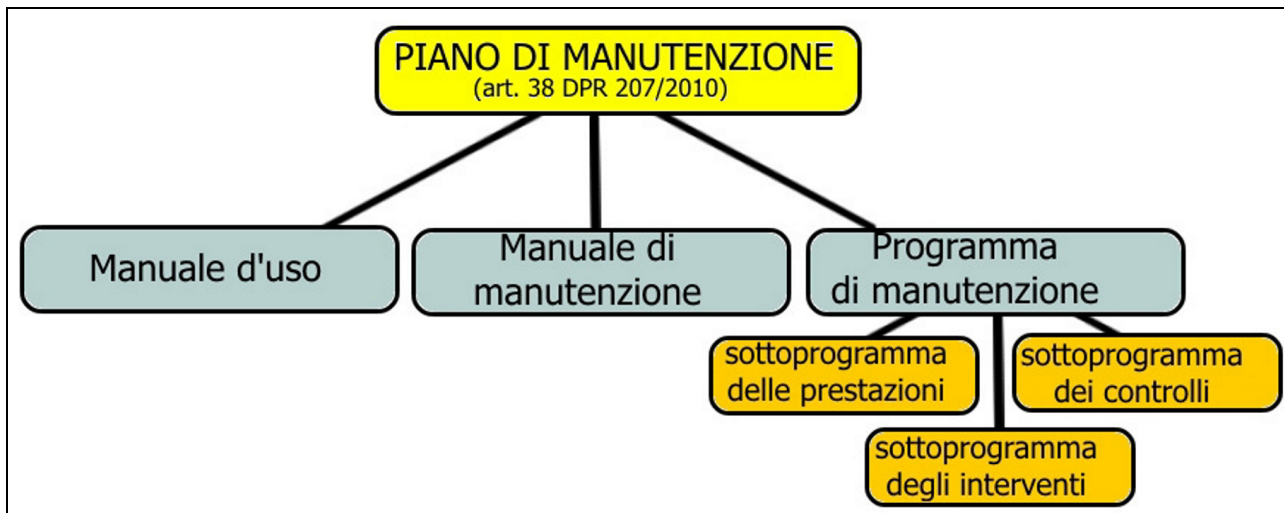 PIANO DI MANUTENZIONE
(art. 38 DPR 207/2010)
Manuale d'uso
Manuale di
manutenzione
Programma
di manutenzione
sottoprogramma
delle prestazioni
sottoprogramma
dei controlli
sottoprogramma
degli interventi